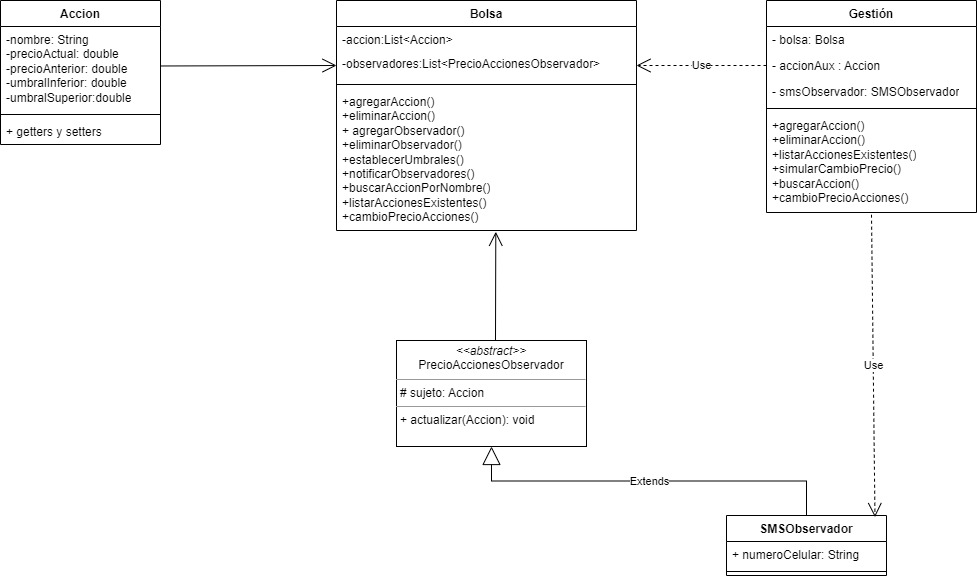 Accion
-nombre: String
-precioActual: double
-precioAnterior: double
-umbralInferior: double
-umbralSuperior:double
+ getters y setters
Bolsa
-accion:List<Accion>
-observadores:List<PrecioAccionesObservador>
+agregarAccion()
+eliminarAccion()
+ agregarObservador()
+eliminarObservador()
+establecerUmbrales()
+notificarObservadores()
+buscarAccionPorNombre()
+listarAccionesExistentes()
+cambioPrecioAcciones()
Use
Gestión
- bolsa: Bolsa
- accionAux : Accion
- smsObservador: SMSObservador
+agregarAccion()
+eliminarAccion()
+listarAccionesExistentes()
+simularCambioPrecio()
+buscarAccion()
+cambioPrecioAcciones()
<<abstract>>
PrecioAccionesObservador
# sujeto: Accion
+ actualizar(Accion): void
Use
Extends
SMSObservador
+ numeroCelular: String